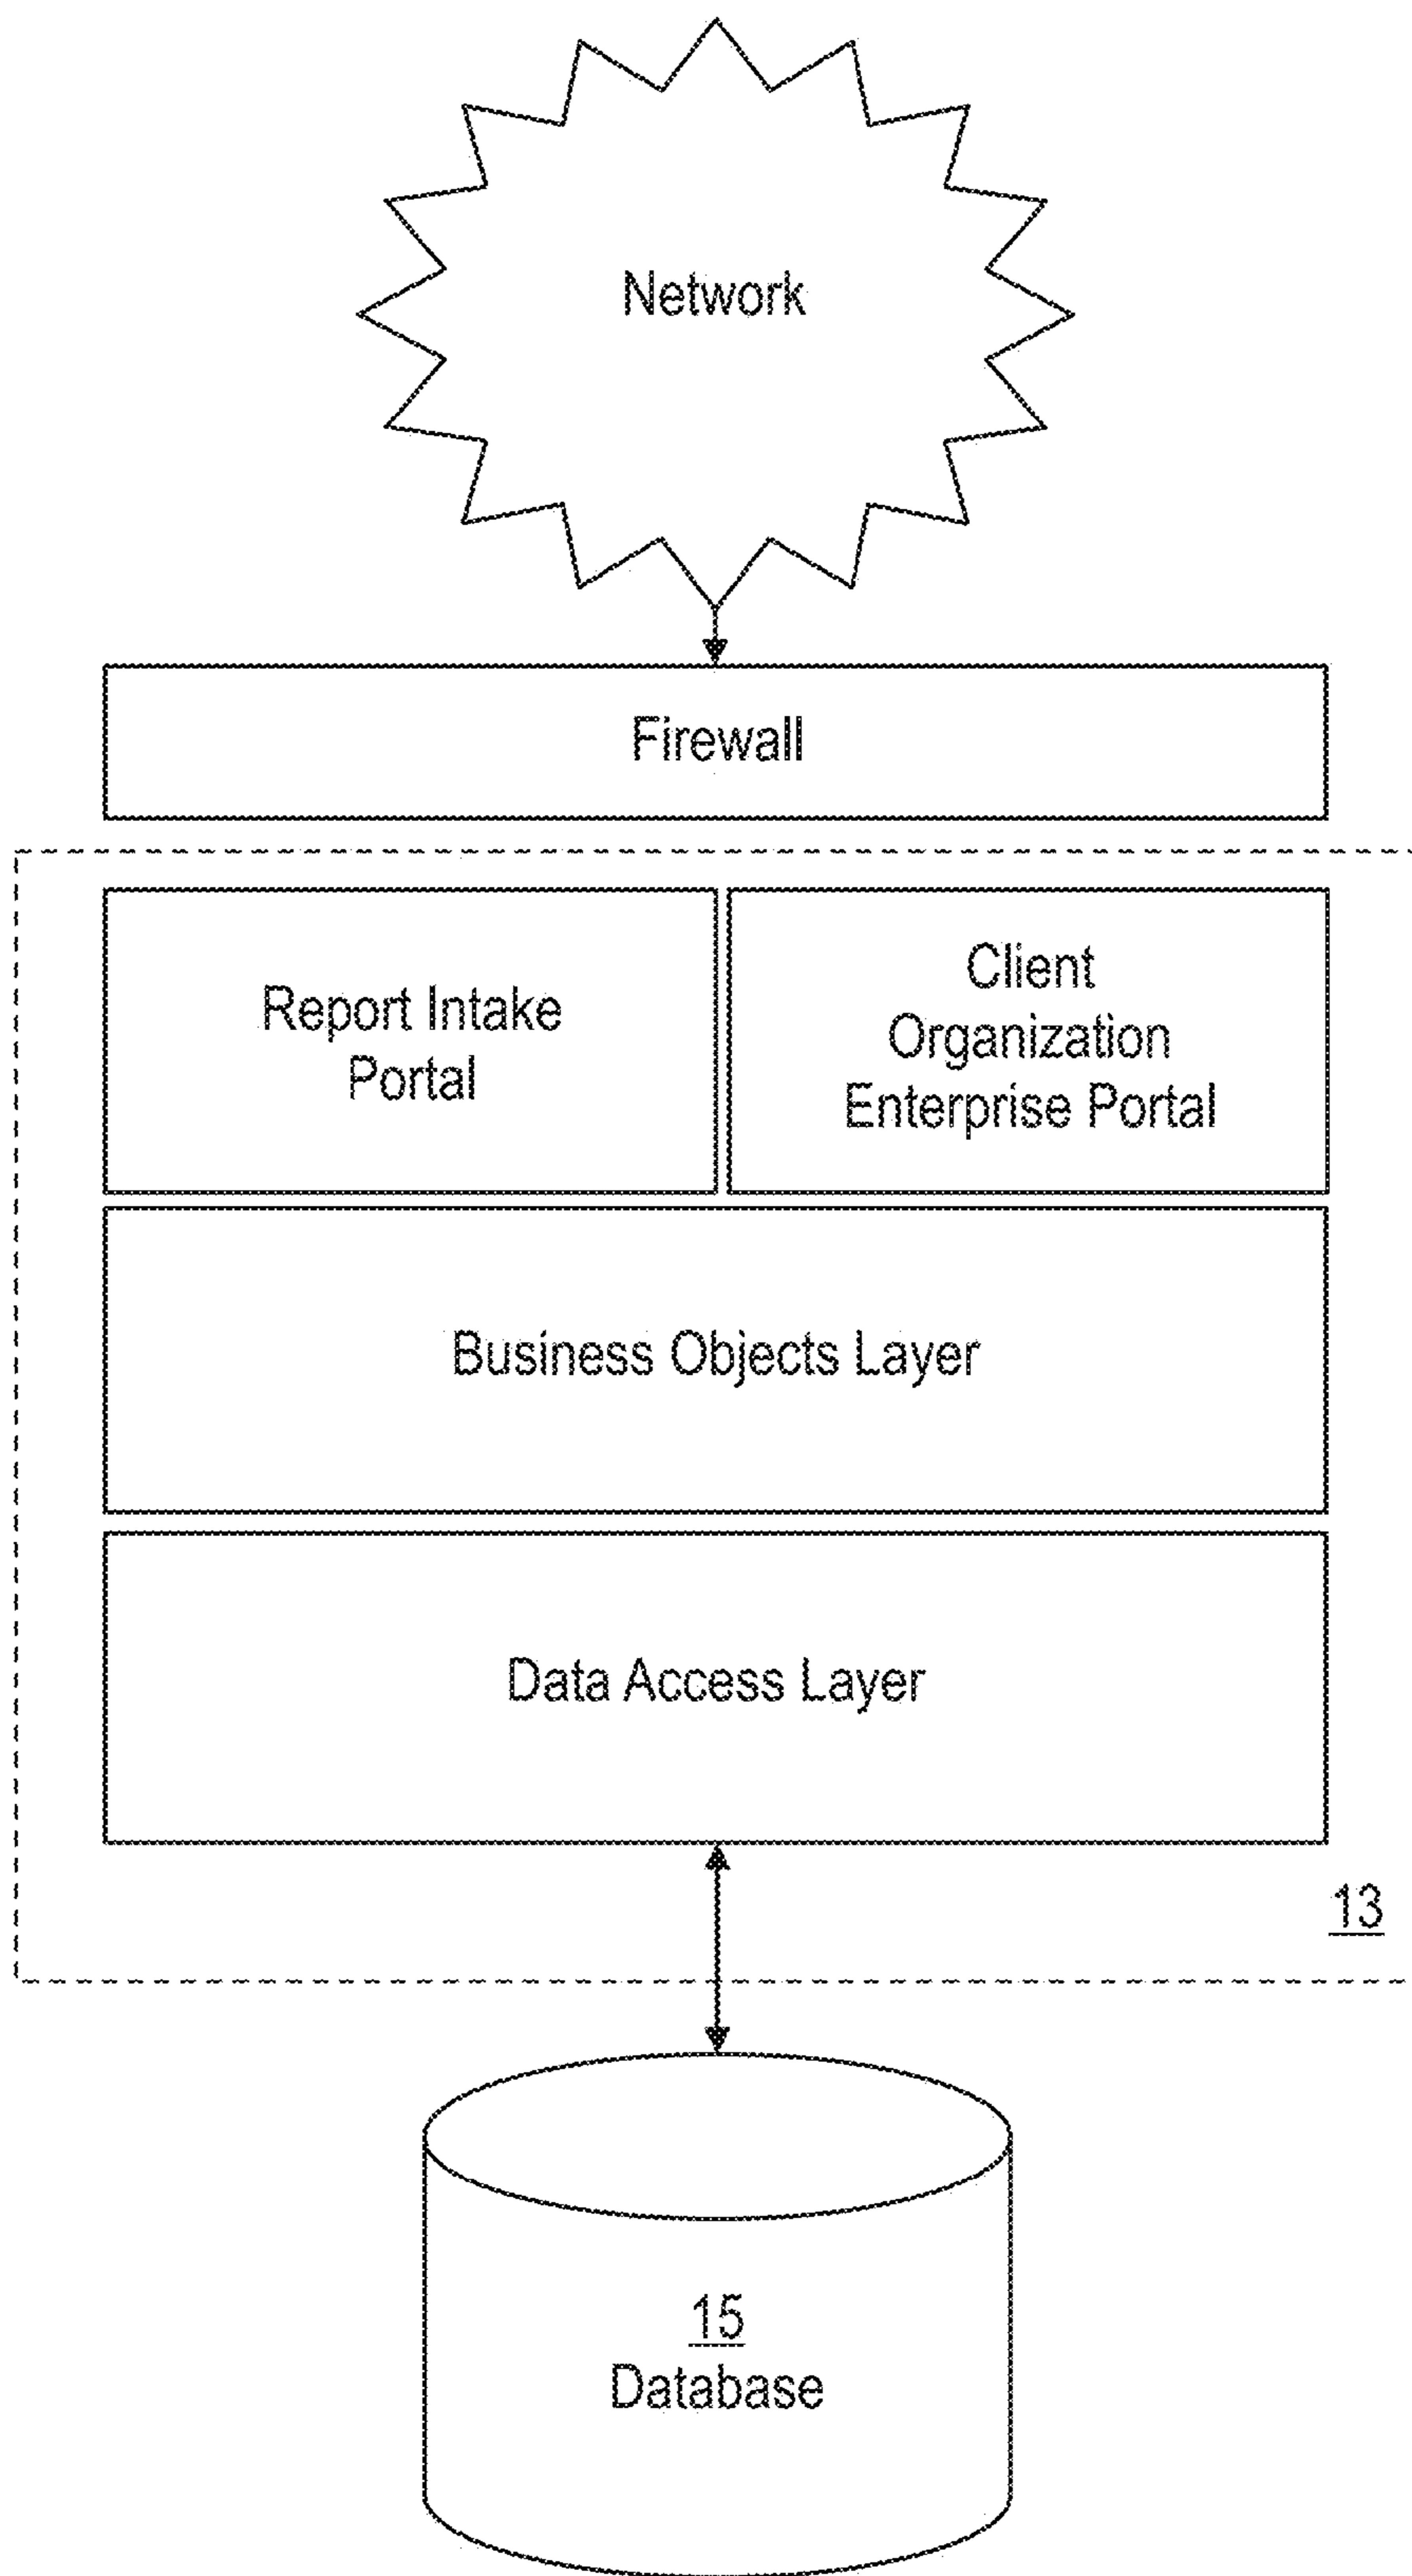 Network
Firewall
Report Intake
Portal
Client
Organization
Enterprise Portal
Business Objects Layer
Data Access Layer
13
15
Database